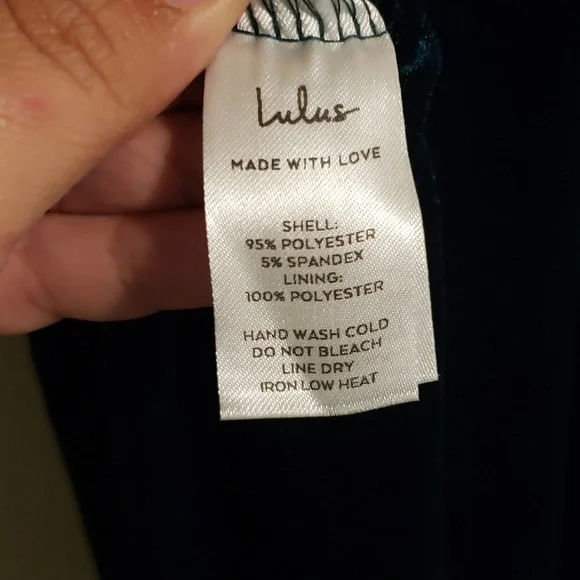 Lulus
MADE WITH LOVE
SHELL:
95% POLYESTER
5% SPANDEX
LINING:
100% POLYESTER
HAND WASH COLD
DO NOT BLEACH
LINE DRY
IRON LOW HEAT